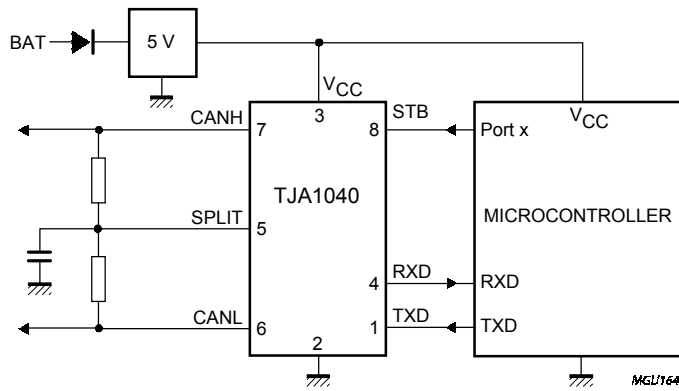 BAT
5 V
VCC
3
STB
8
Port x
VCC
CANH
7
TJA1040
MICROCONTROLLER
SPLIT
5
4
RXD
RXD
CANL
6
1
TXD
TXD
2
MGU164